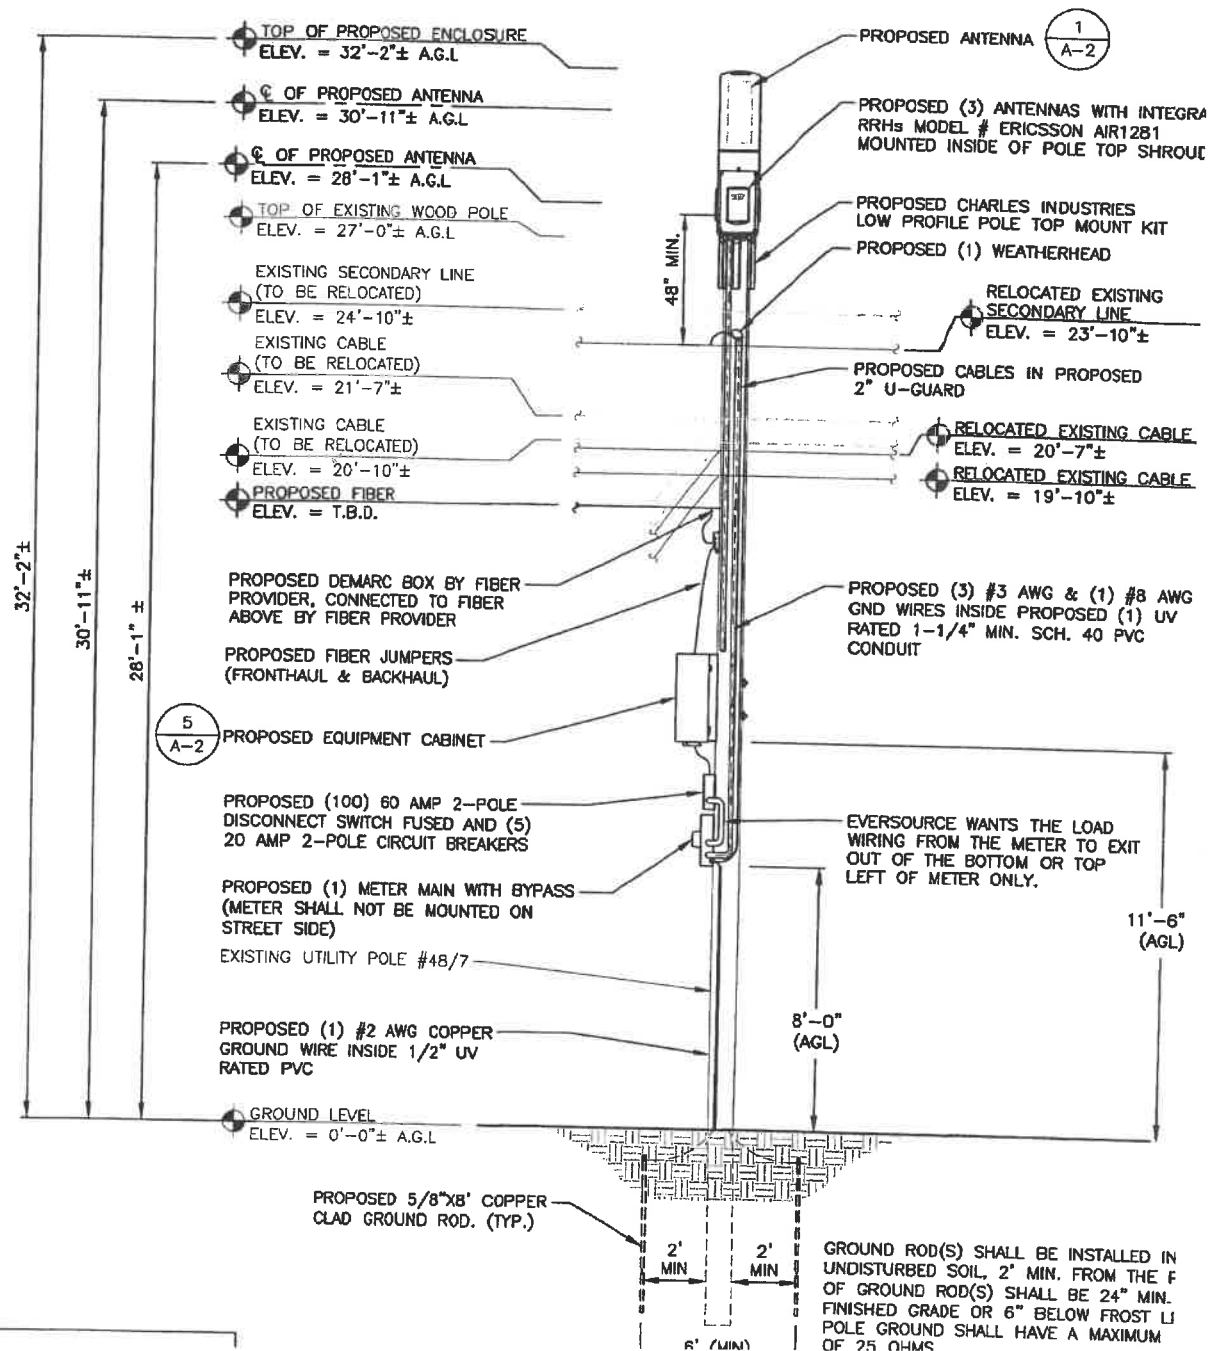 TOP OF PROPOSED ENCLOSURE
ELEV. = 32'-2"± A.G.L
℄ OF PROPOSED ANTENNA
ELEV. = 30'-11"± A.G.L
℄ OF PROPOSED ANTENNA
ELEV. = 28'-1"± A.G.L
TOP OF EXISTING WOOD POLE
ELEV. = 27'-0"± A.G.L
EXISTING SECONDARY LINE
(TO BE RELOCATED)
ELEV. = 24'-10"±
EXISTING CABLE
(TO BE RELOCATED)
ELEV. = 21'-7"±
EXISTING CABLE
(TO BE RELOCATED)
ELEV. = 20'-10"±
PROPOSED FIBER
ELEV. = T.B.D.
32'-2"±
30'-11"±
28'-1" ±
PROPOSED DEMARC BOX BY FIBER
PROVIDER, CONNECTED TO FIBER
ABOVE BY FIBER PROVIDER
PROPOSED FIBER JUMPERS
(FRONTHAUL & BACKHAUL)
5
A-2
PROPOSED EQUIPMENT CABINET
PROPOSED (100) 60 AMP 2-POLE
DISCONNECT SWITCH FUSED AND (5)
20 AMP 2-POLE CIRCUIT BREAKERS
PROPOSED (1) METER MAIN WITH BYPASS
(METER SHALL NOT BE MOUNTED ON
STREET SIDE)
EXISTING UTILITY POLE #48/7
PROPOSED (1) #2 AWG COPPER
GROUND WIRE INSIDE 1/2" UV
RATED PVC
GROUND LEVEL
ELEV. = 0'-0"± A.G.L
PROPOSED 5/8"X8' COPPER
CLAD GROUND ROD. (TYP.)
PROPOSED ANTENNA
1
A-2
PROPOSED (3) ANTENNAS WITH INTEGRA
RRHs MODEL # ERICSSON AIR1281
MOUNTED INSIDE OF POLE TOP SHROUD
PROPOSED CHARLES INDUSTRIES
LOW PROFILE POLE TOP MOUNT KIT
PROPOSED (1) WEATHERHEAD
48" MIN.
RELOCATED EXISTING
SECONDARY LINE
ELEV. = 23'-10"±
PROPOSED CABLES IN PROPOSED
2" U-GUARD
RELOCATED EXISTING CABLE
ELEV. = 20'-7"±
RELOCATED EXISTING CABLE
ELEV. = 19'-10"±
PROPOSED (3) #3 AWG & (1) #8 AWG
GND WIRES INSIDE PROPOSED (1) UV
RATED 1-1/4" MIN. SCH. 40 PVC
CONDUIT
EVERSOURCE WANTS THE LOAD
WIRING FROM THE METER TO EXIT
OUT OF THE BOTTOM OR TOP
LEFT OF METER ONLY.
11'-6"
(AGL)
8'-0"
(AGL)
2'
MIN
2'
MIN
6' (MIN)
GROUND ROD(S) SHALL BE INSTALLED IN
UNDISTURBED SOIL, 2' MIN. FROM THE
OF GROUND ROD(S) SHALL BE 24" MIN.
FINISHED GRADE OR 6" BELOW FROST
POLE GROUND SHALL HAVE A MAXIMUM
OF 25 OHMS